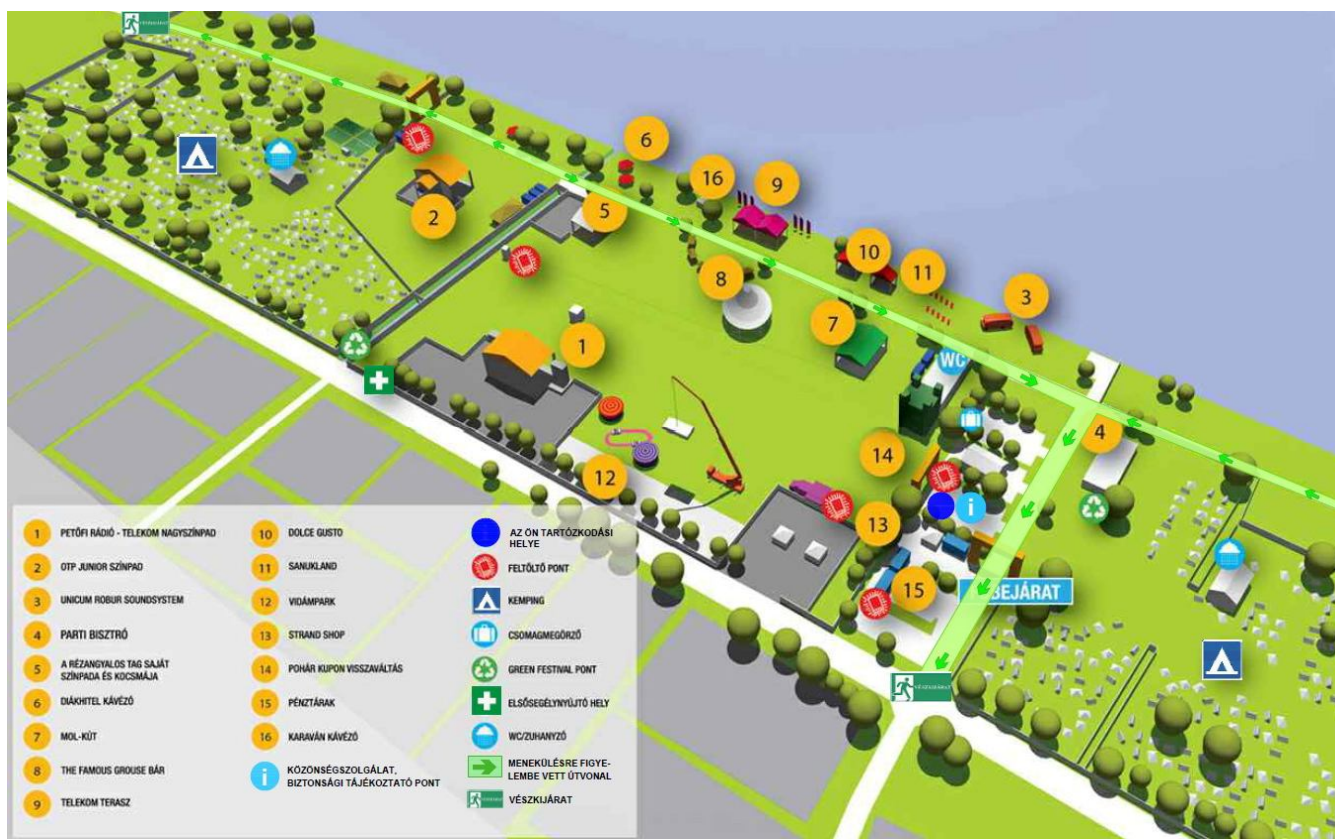 VÉSZKIJÁRAT
6
16
9
2
5
10
11
8
3
7
1
WC
4
14
12
13
i
15
BEJÁRAT
VÉSZKIJÁRAT
1 PETŐFI RÁDIÓ - TELEKOM NAGYSZÍNPAD
2 OTP JUNIOR SZÍNPAD
3 UNICUM ROBUR SOUNDSYSTEM
4 PARTI BISZTRÓ
5 A RÉZANGYALOS TAG SAJÁT
SZÍNPADA ÉS KOCSMÁJA
6 DIÁKHITEL KÁVÉZÓ
7 MOL-KÚT
8 THE FAMOUS GROUSE BÁR
9 TELEKOM TERASZ
10 DOLCE GUSTO
11 SANUKLAND
12 VIDÁMPARK
13 STRAND SHOP
14 POHÁR KUPON VISSZAVÁLTÁS
15 PÉNZTÁRAK
16 KARAVÁN KÁVÉZÓ
i KÖZÖNSÉGSZOLGÁLAT,
BIZTONSÁGI TÁJÉKOZTATÓ PONT
AZ ÖN TARTÓZKODÁSI
HELYE
FELTÖLTŐ PONT
KEMPING
CSOMAGMEGŐRZŐ
GREEN FESTIVAL PONT
ELSŐSEGÉLYNYÚJTÓ HELY
WC/ZUHANYZÓ
MENEKÜLÉSRE FIGYE-
LEMBE VETT ÚTVONAL
VÉSZKIJÁRAT